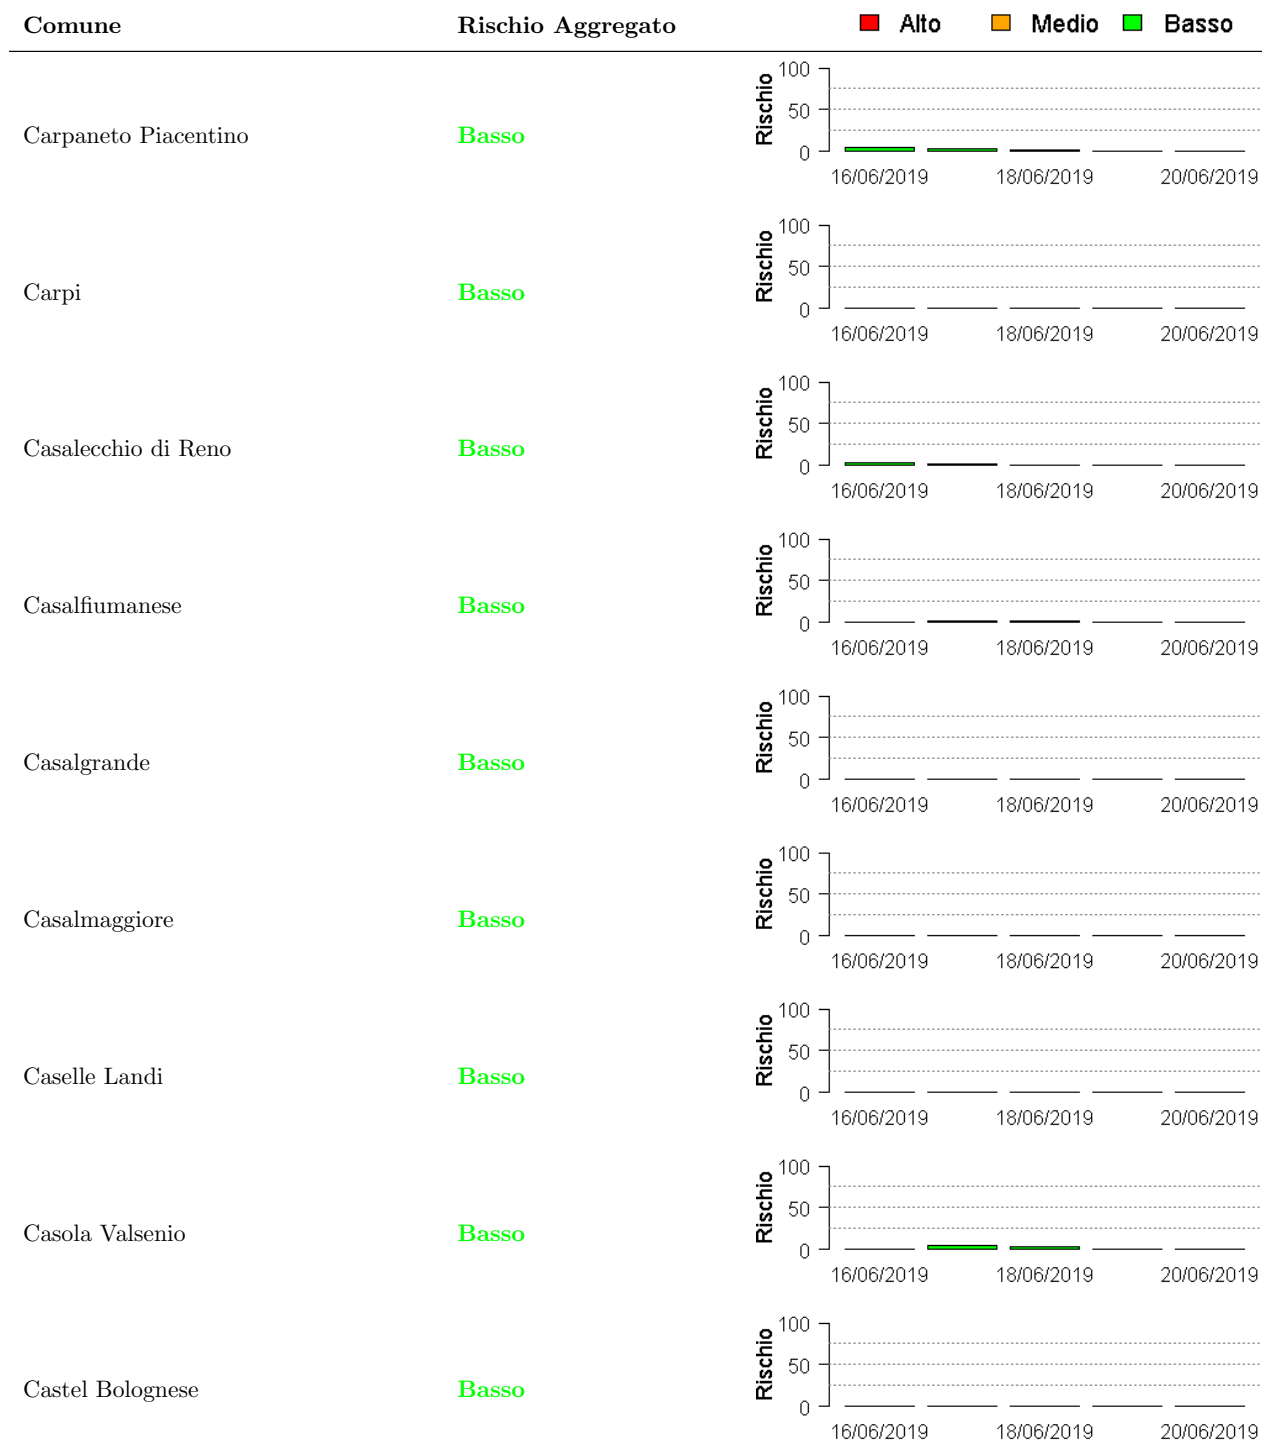 Comune Rischio Aggregato Alto Medio Basso
Carpaneto Piacentino Basso
Rischio
100
50
0
16/06/2019 18/06/2019 20/06/2019
Carpi Basso
Rischio
100
50
0
16/06/2019 18/06/2019 20/06/2019
Casalecchio di Reno Basso
Rischio
100
50
0
16/06/2019 18/06/2019 20/06/2019
Casalfiumanese Basso
Rischio
100
50
0
16/06/2019 18/06/2019 20/06/2019
Casalgrande Basso
Rischio
100
50
0
16/06/2019 18/06/2019 20/06/2019
Casalmaggiore Basso
Rischio
100
50
0
16/06/2019 18/06/2019 20/06/2019
Caselle Landi Basso
Rischio
100
50
0
16/06/2019 18/06/2019 20/06/2019
Casola Valsenio Basso
Rischio
100
50
0
16/06/2019 18/06/2019 20/06/2019
Castel Bolognese Basso
Rischio
100
50
0
16/06/2019 18/06/2019 20/06/2019